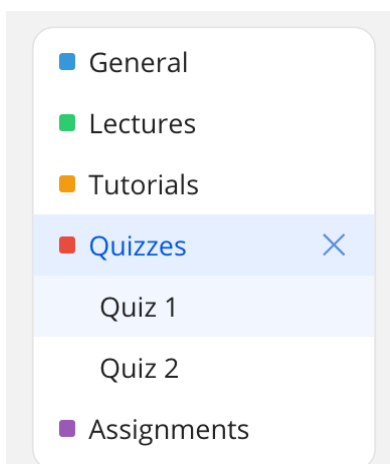 General
Lectures
Tutorials
Quizzes
Quiz 1
Quiz 2
Assignments